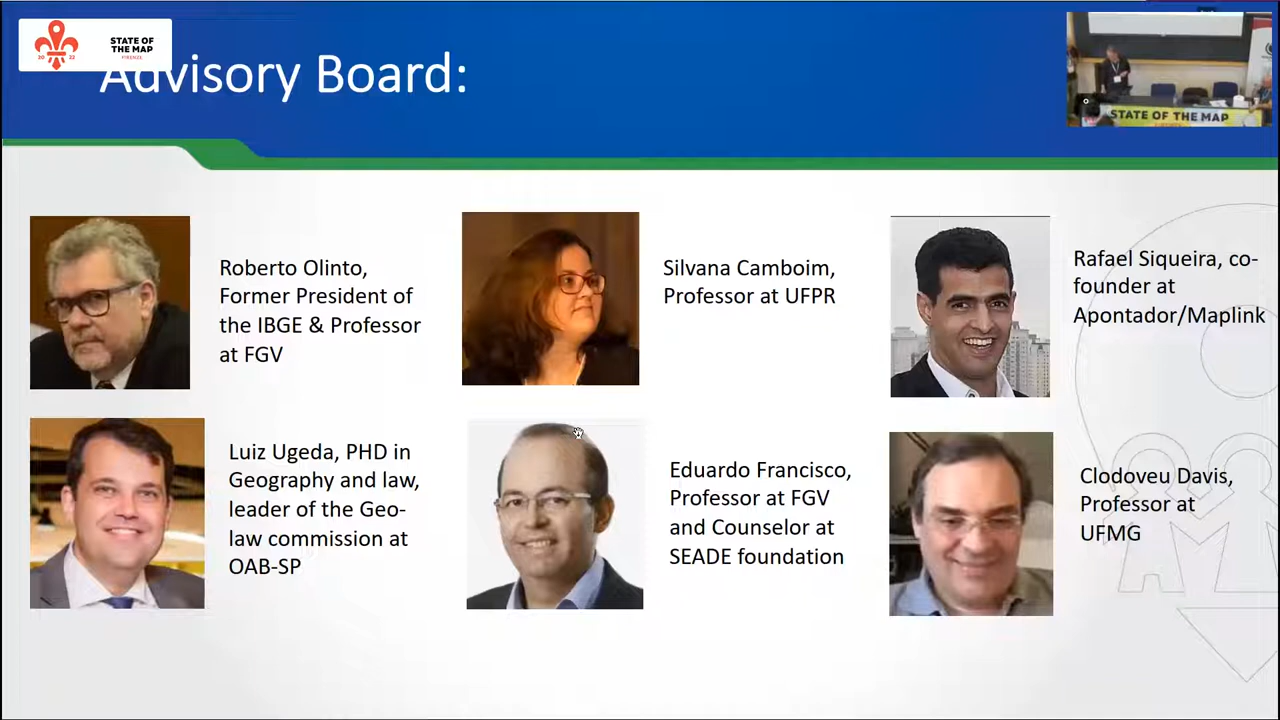 20 22
STATE OF
THE MAP
FIRENZE
Advisory Board:
STATE OF THE MAP
Roberto Olinto,
Former President of
the IBGE & Professor
at FGV
Silvana Camboim,
Professor at UFPR
Rafael Siqueira, co-
founder at
Apontador/Maplink
Luiz Ugeda, PHD in
Geography and law,
leader of the Geo-
law commission at
OAB-SP
Eduardo Francisco,
Professor at FGV
and Counselor at
SEADE foundation
Clodoveu Davis,
Professor at
UFMG